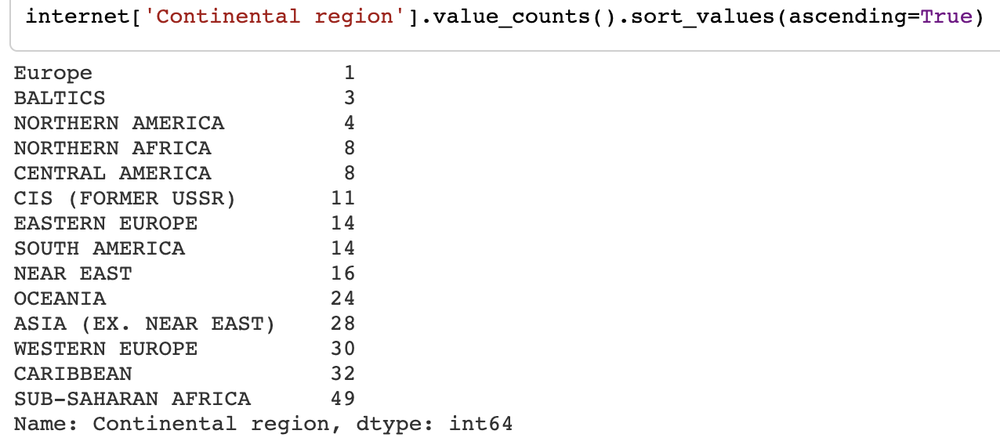 internet['Continental region'].value_counts().sort_values(ascending=True)
Europe 1
BALTICS 3
NORTHERN AMERICA 4
NORTHERN AFRICA 8
CENTRAL AMERICA 8
CIS (FORMER USSR) 11
EASTERN EUROPE 14
SOUTH AMERICA 14
NEAR EAST 16
OCEANIA 24
ASIA (EX. NEAR EAST) 28
WESTERN EUROPE 30
CARIBBEAN 32
SUB-SAHARAN AFRICA 49
Name: Continental region, dtype: int64